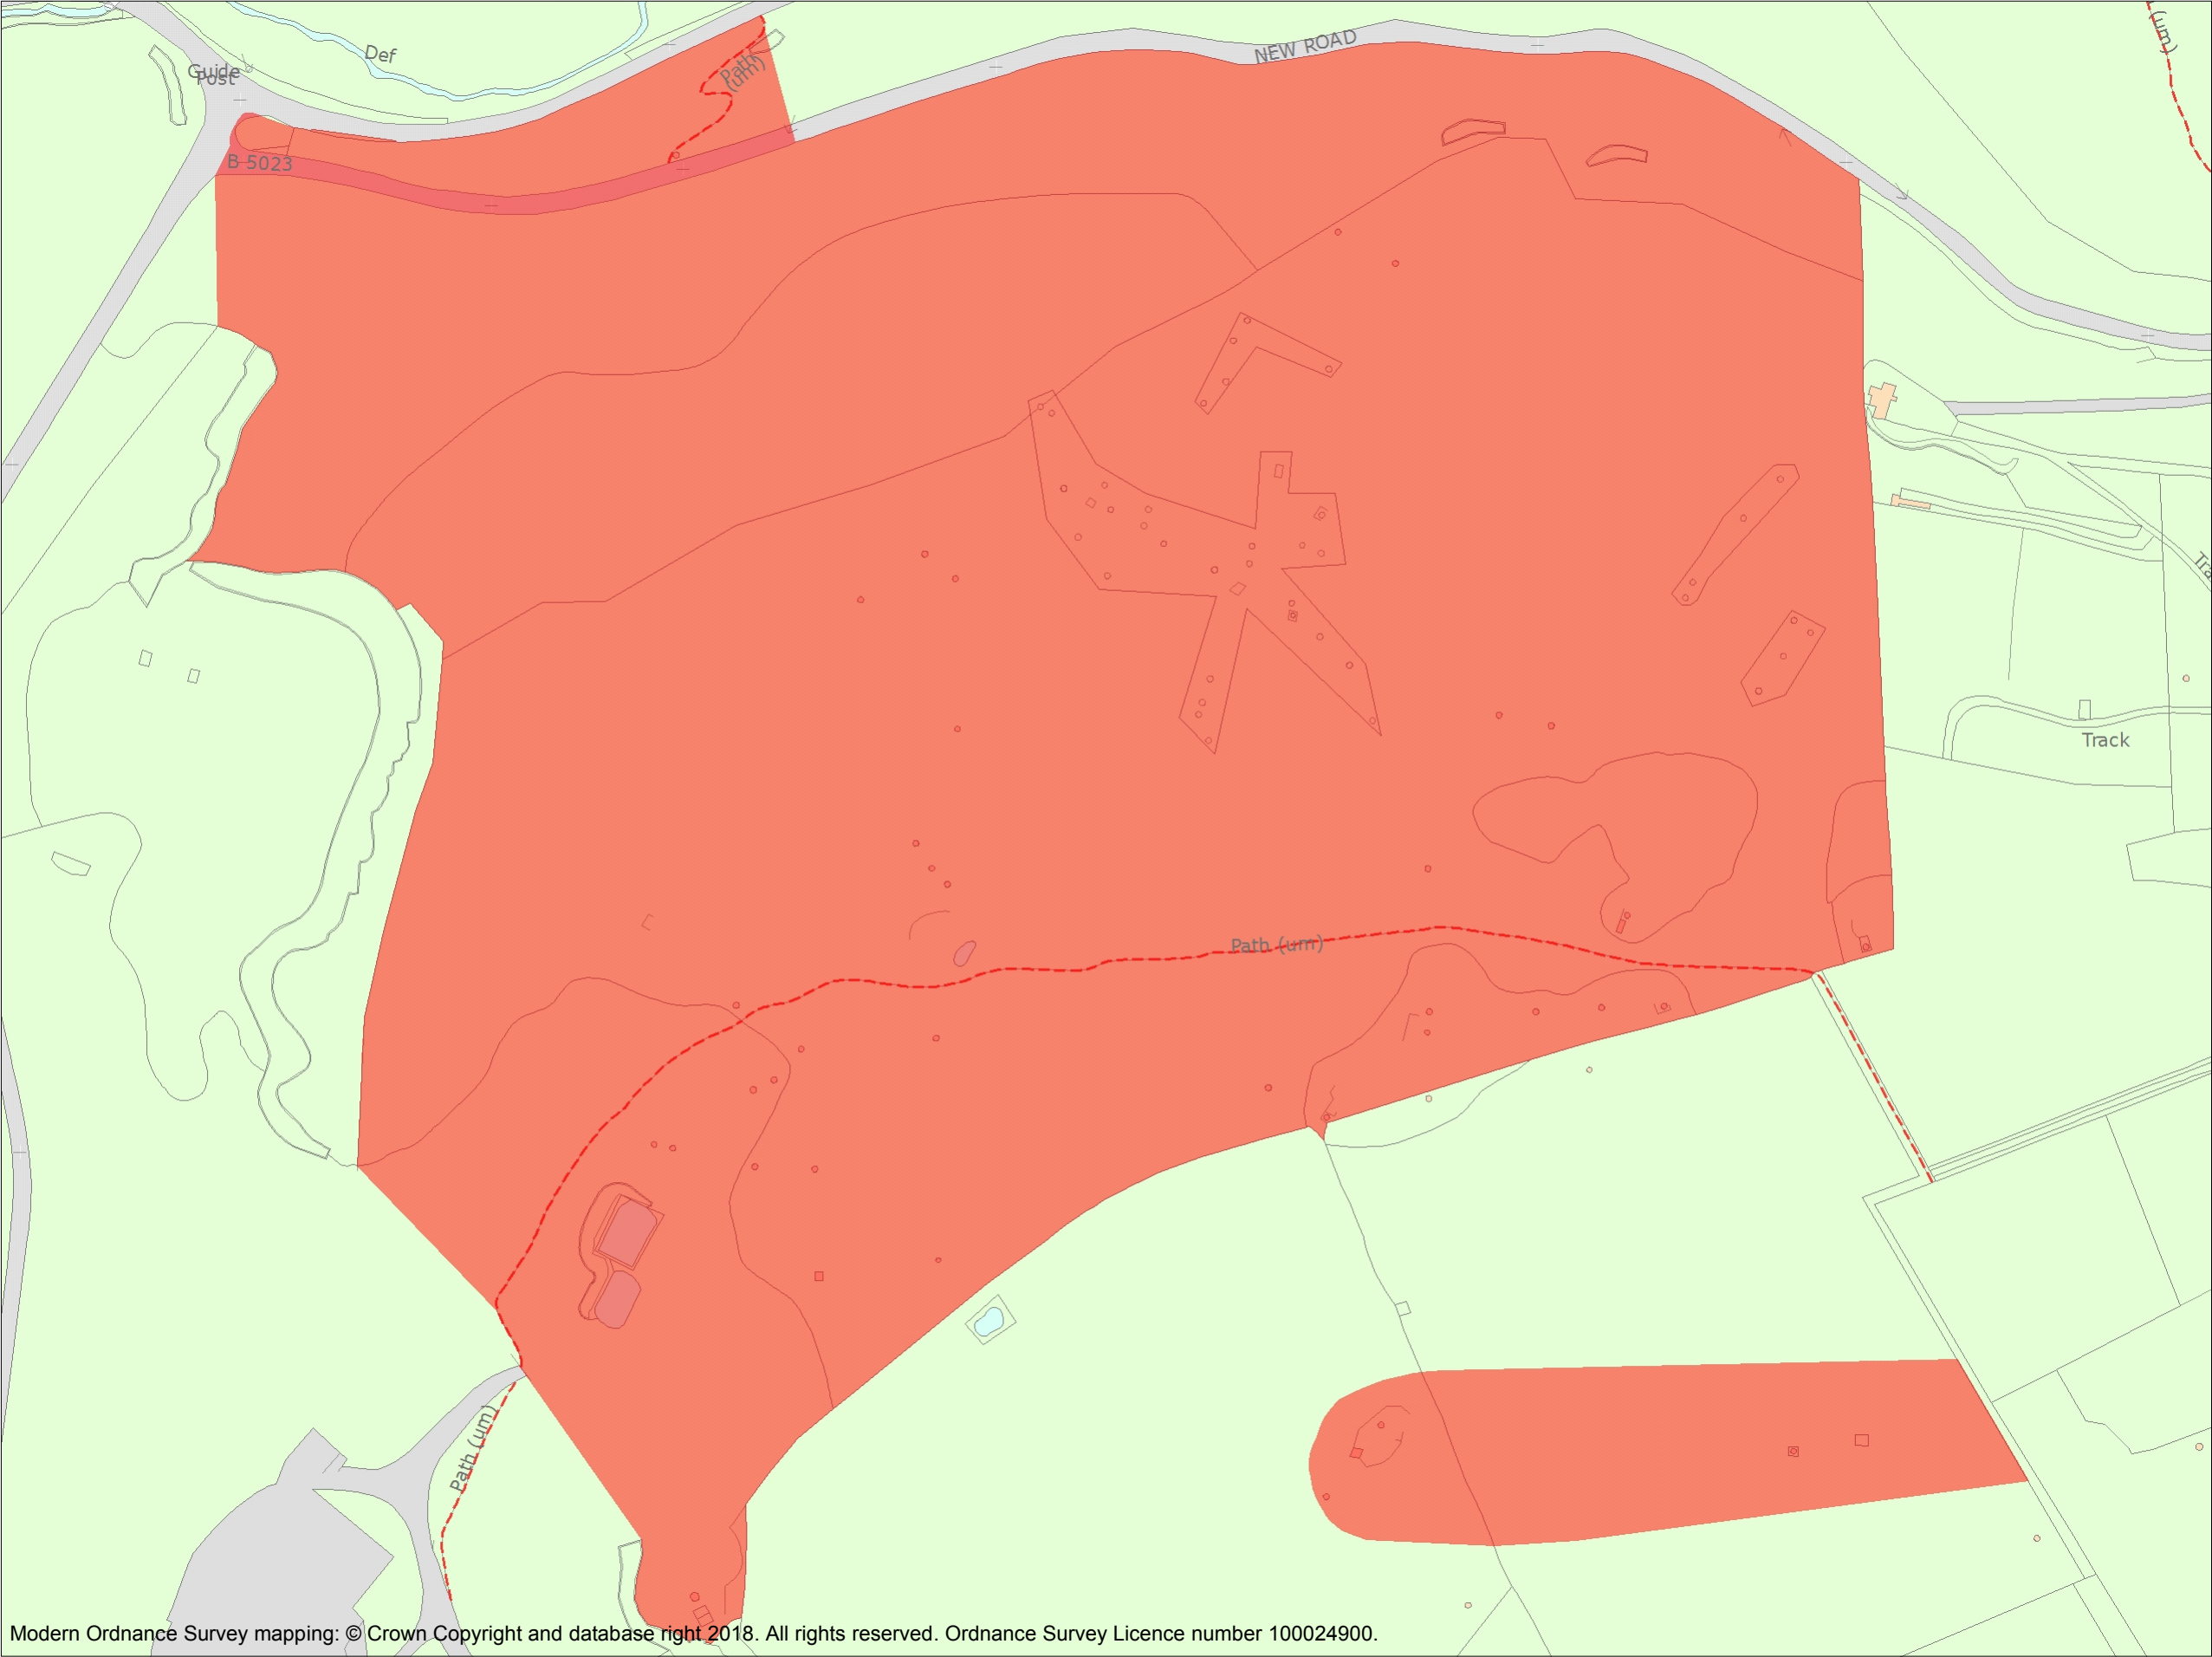 Def
Guide
Post
Path
(um)
NEW ROAD
(um)
B 5023
Track
Path (um)
Path (um)
Modern Ordnance Survey mapping: © Crown Copyright and database right 2018. All rights reserved. Ordnance Survey Licence number 100024900.